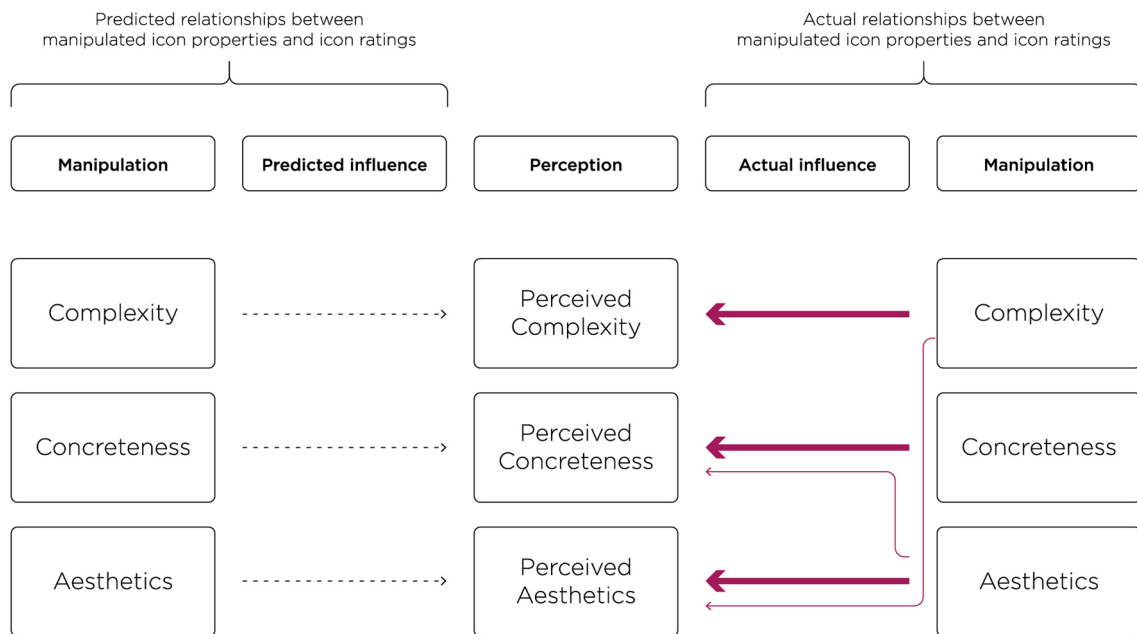 Predicted relationships between
manipulated icon properties and icon ratings
Actual relationships between
manipulated icon properties and icon ratings
Manipulation
Predicted influence
Perception
Actual influence
Manipulation
Complexity
Perceived
Complexity
Complexity
Concreteness
Perceived
Concreteness
Concreteness
Aesthetics
Perceived
Aesthetics
Aesthetics